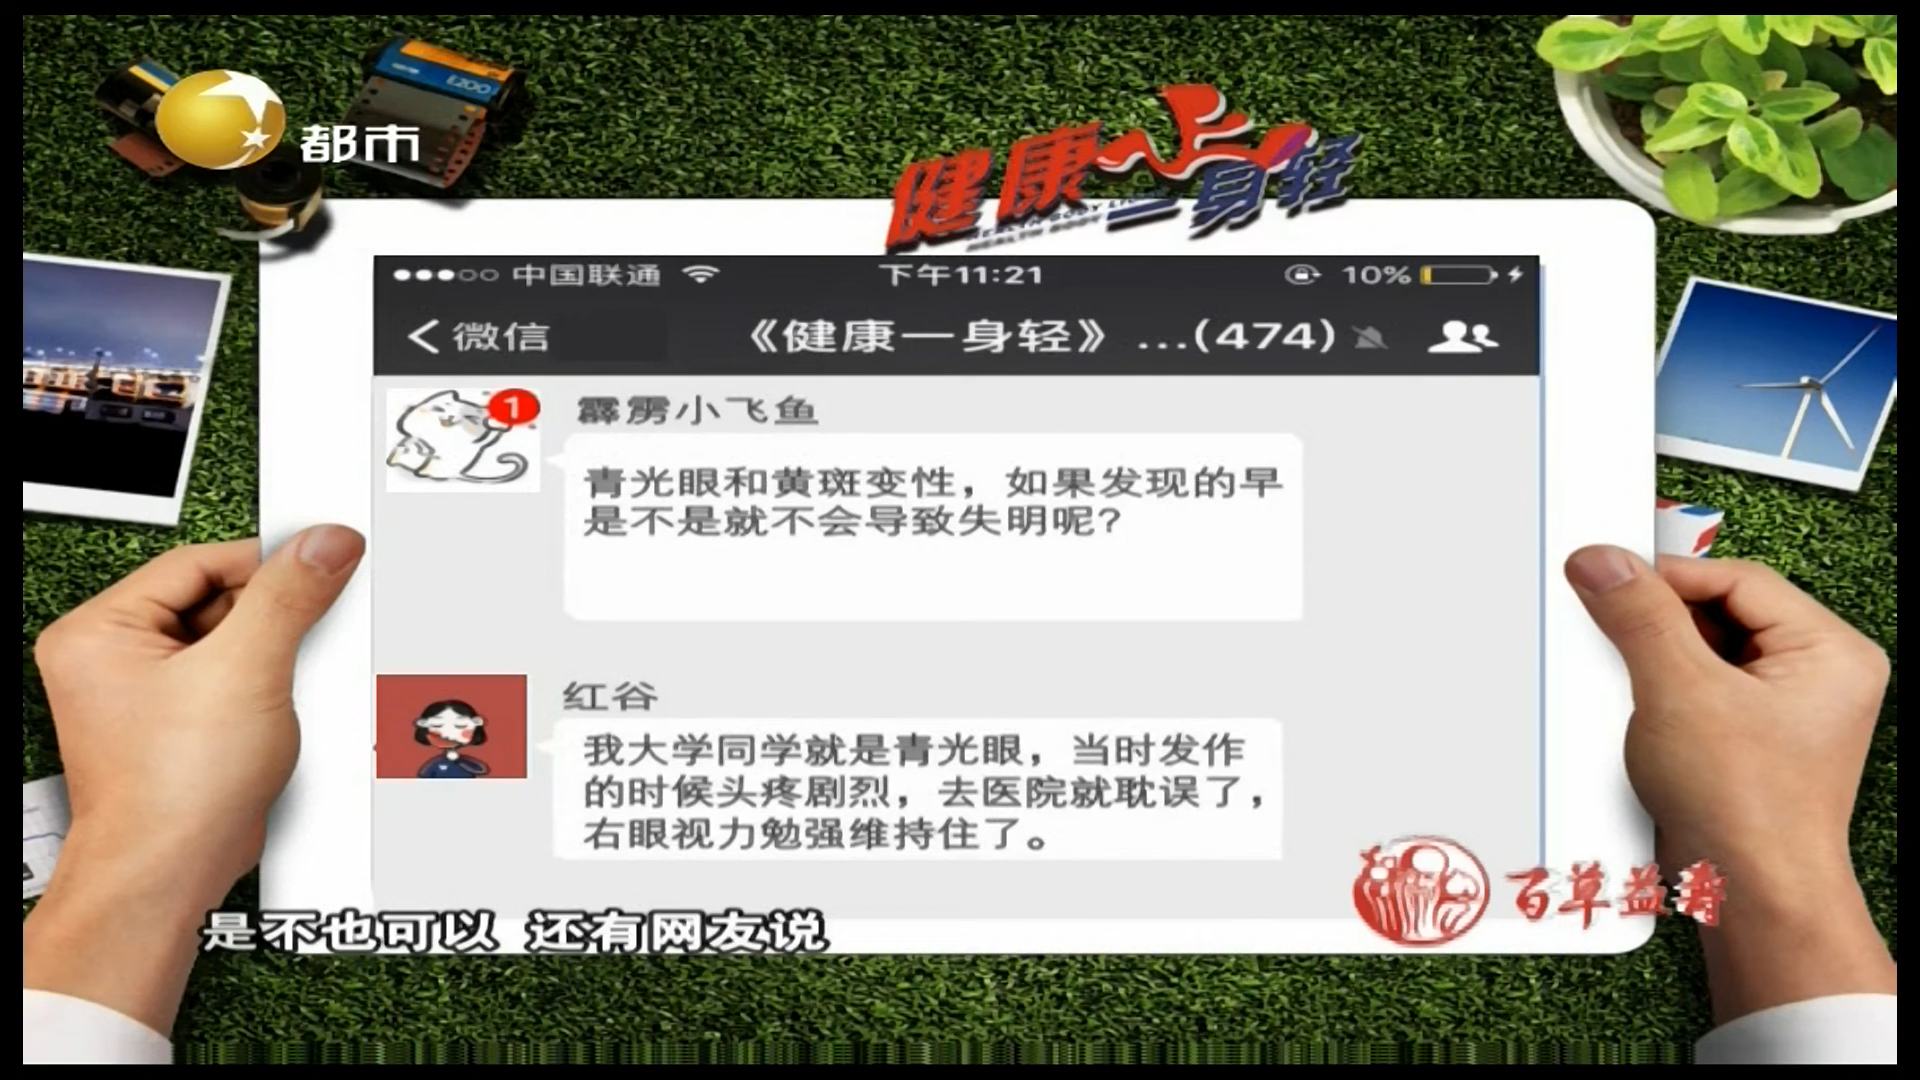 E200
都市
健康一身轻
中国联通
下午11:21
10%
微信
《健康一身轻》 ...(474)
1
霹雳小飞鱼
青光眼和黄斑变性，如果发现的早
是不是就不会导致失明呢？
红谷
我大学同学就是青光眼，当时发作
的时候头疼剧烈，去医院就耽误了，
右眼视力勉强维持住了。
百草益寿
是不也可以 还有网友说